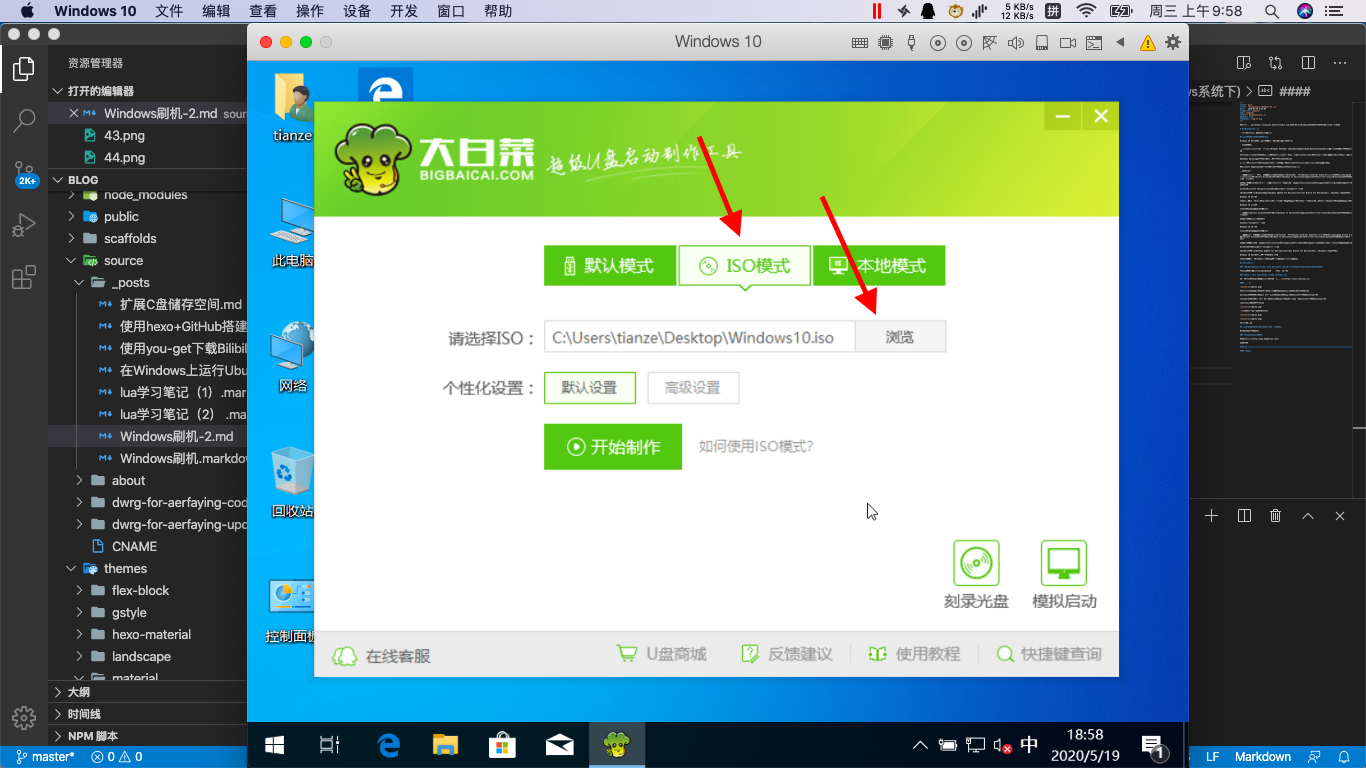 Windows 10 文件 编辑 查看 操作 设备 开发 窗口 帮助
5 KB/s
12 KB/s
拼
周三 上午9:58
资源管理器
打开的编辑器
Windows刷机-2.md sour
43.png
44.png
2K+
BLOG
node_modules
public
scaffolds
source
_posts
扩展C盘储存空间.md
使用hexo+GitHub搭建
使用you-get下载Bilibil
在Windows上运行Ubu
lua学习笔记（1）.mar
lua学习笔记（2）.ma
Windows刷机-2.md
Windows刷机.markdow
about
dwrg-for-aerfaying-cod
dwrg-for-aerfaying-upd
CNAME
themes
flex-block
gstyle
hexo-material
landscape
material
大纲
时间线
NPM 脚本
master*
0
0
Windows 10
tianze
此电脑
网络
回收站
控制面板
大白菜
BIGBAICAI.COM
超级U盘启动制作工具
默认模式
ISO模式
本地模式
请选择ISO：
C:\Users\tianze\Desktop\Windows10.iso
浏览
个性化设置：
默认设置
高级设置
开始制作
如何使用ISO模式?
刻录光盘
模拟启动
在线客服
U盘商城
反馈建议
使用教程
快捷键查询
中
18:58
2020/5/19
1
ws系统下)
abc
####
LF
Markdown